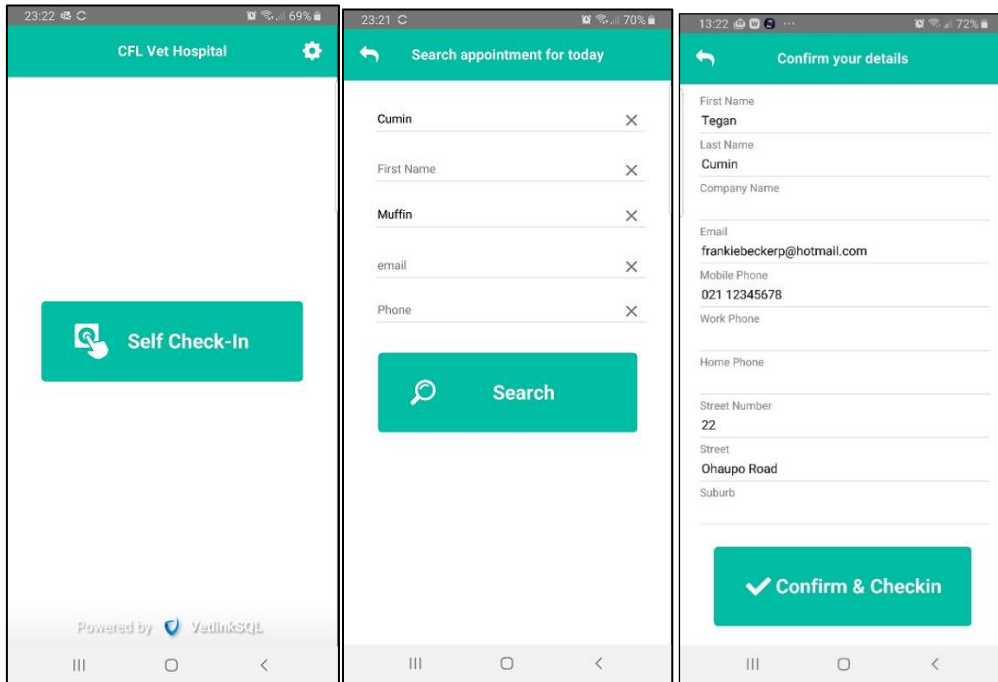 23:22 69%
CFL Vet Hospital
Self Check-In
Powered by VetlinkSQL
23:21 70%
Search appointment for today
Cumin
First Name
Muffin
email
Phone
Search
13:22 72%
Confirm your details
First Name
Tegan
Last Name
Cumin
Company Name
Email
frankiebeckerp@hotmail.com
Mobile Phone
021 12345678
Work Phone
Home Phone
Street Number
22
Street
Ohaupo Road
Suburb
Confirm & Checkin